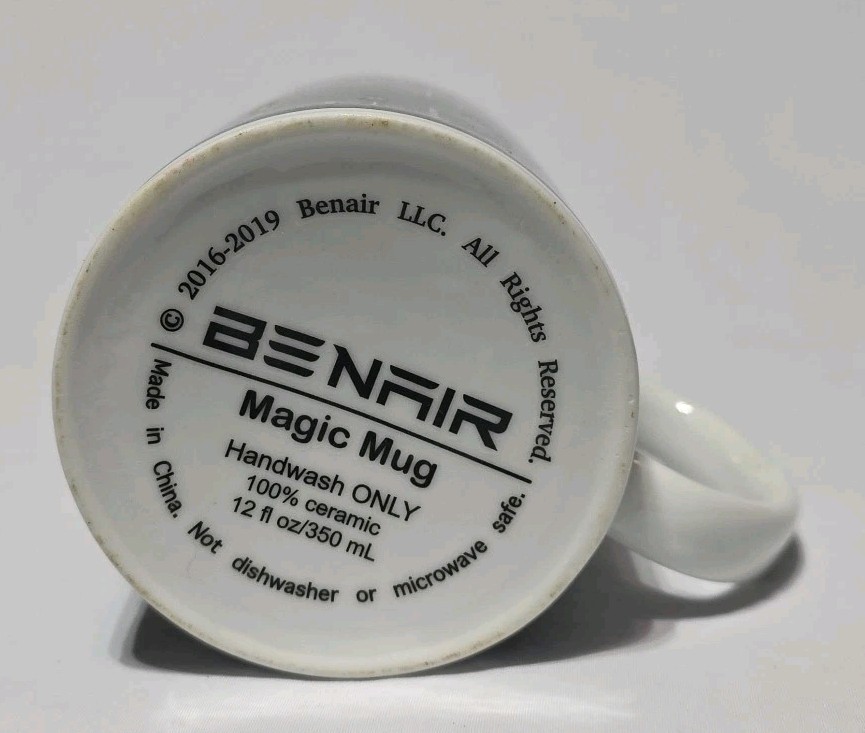 © 2016-2019 Benair LLC. All Rights Reserved.
BENAIR
Magic Mug
Handwash ONLY
100% ceramic
12 fl oz/350 mL
Made in China. Not dishwasher or microwave safe.